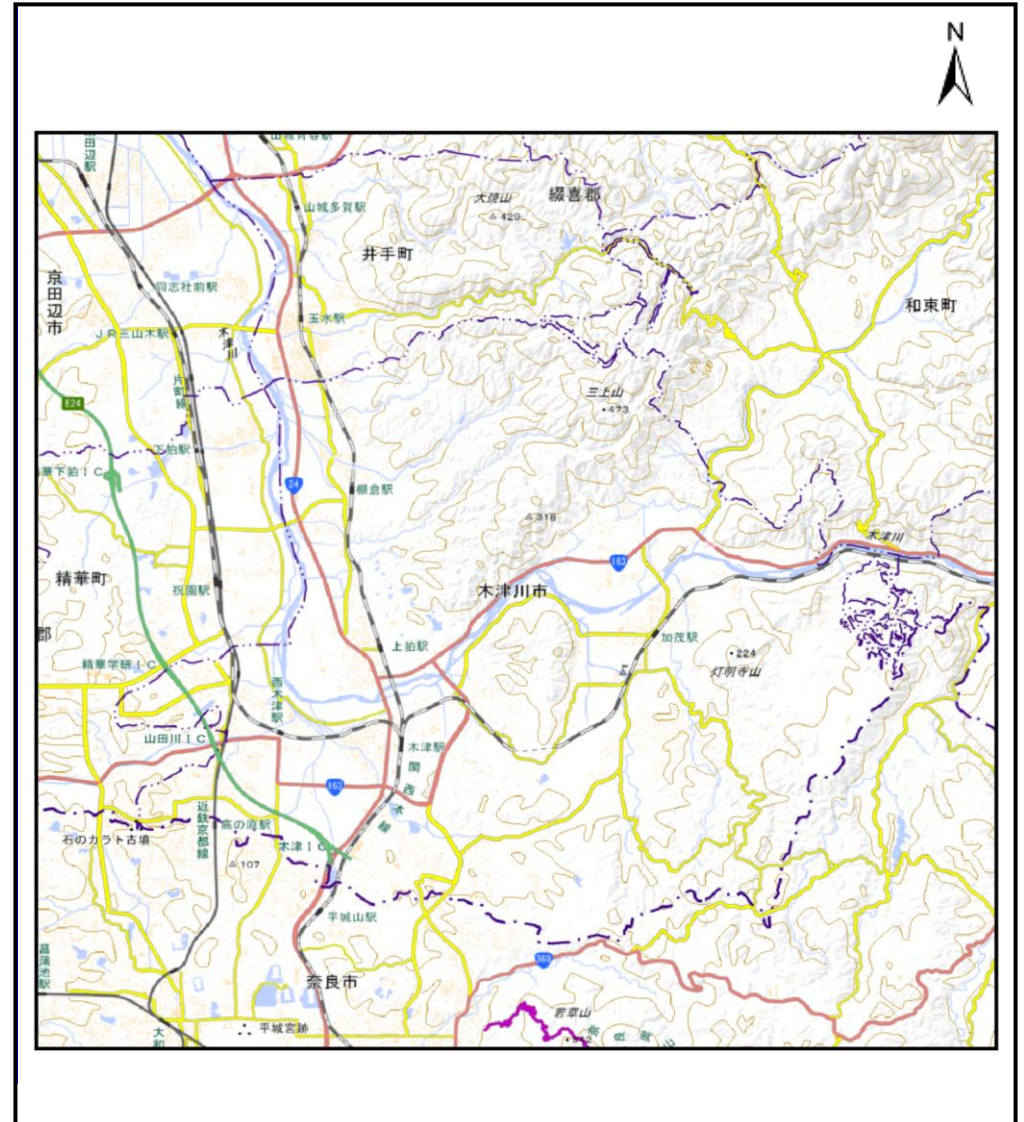 N
山城多賀駅
大焼山
420
綴喜郡
井手町
京田辺市
同志社前駅
和束町
玉水駅
JR三山木駅
木津川
片町線
三上山
473
E24
下狛駅
24
棚倉駅
318
木津川
163
精華町
祝園駅
木津川市
郡
加茂駅
上狛駅
224
灯明寺山
精華学研IC
西木津駅
山田川IC
木津駅
関西本線
163
近鉄京都線
高の原駅
石のカラト古墳
木津IC
107
平城山駅
菖蒲池駅
369
奈良市
若草山
平城宮跡
大和